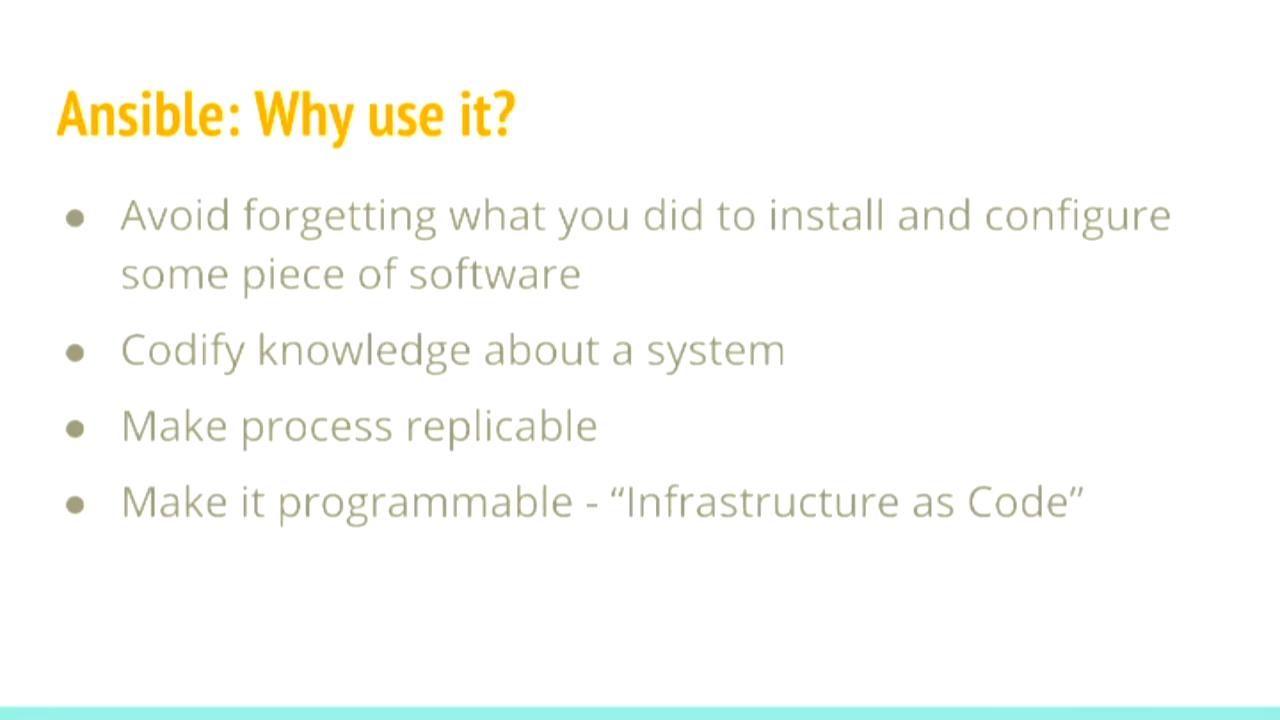 Ansible: Why use it?
● Avoid forgetting what you did to install and configure
some piece of software
● Codify knowledge about a system
● Make process replicable
● Make it programmable - “Infrastructure as Code”